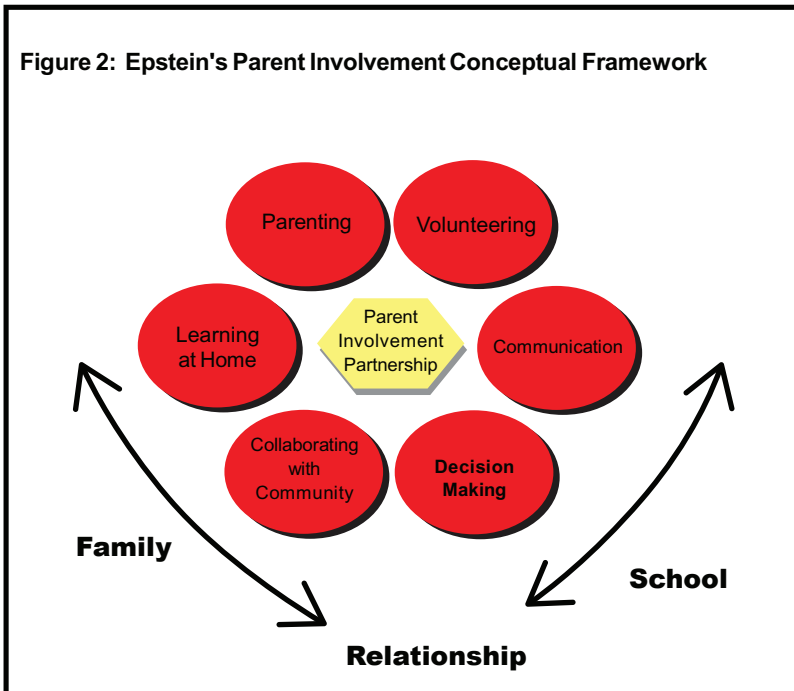 Figure 2: Epstein's Parent Involvement Conceptual Framework
Parenting
Volunteering
Learning
at Home
Parent
Involvement
Partnership
Communication
Collaborating
with
Community
Decision
Making
Family
School
Relationship